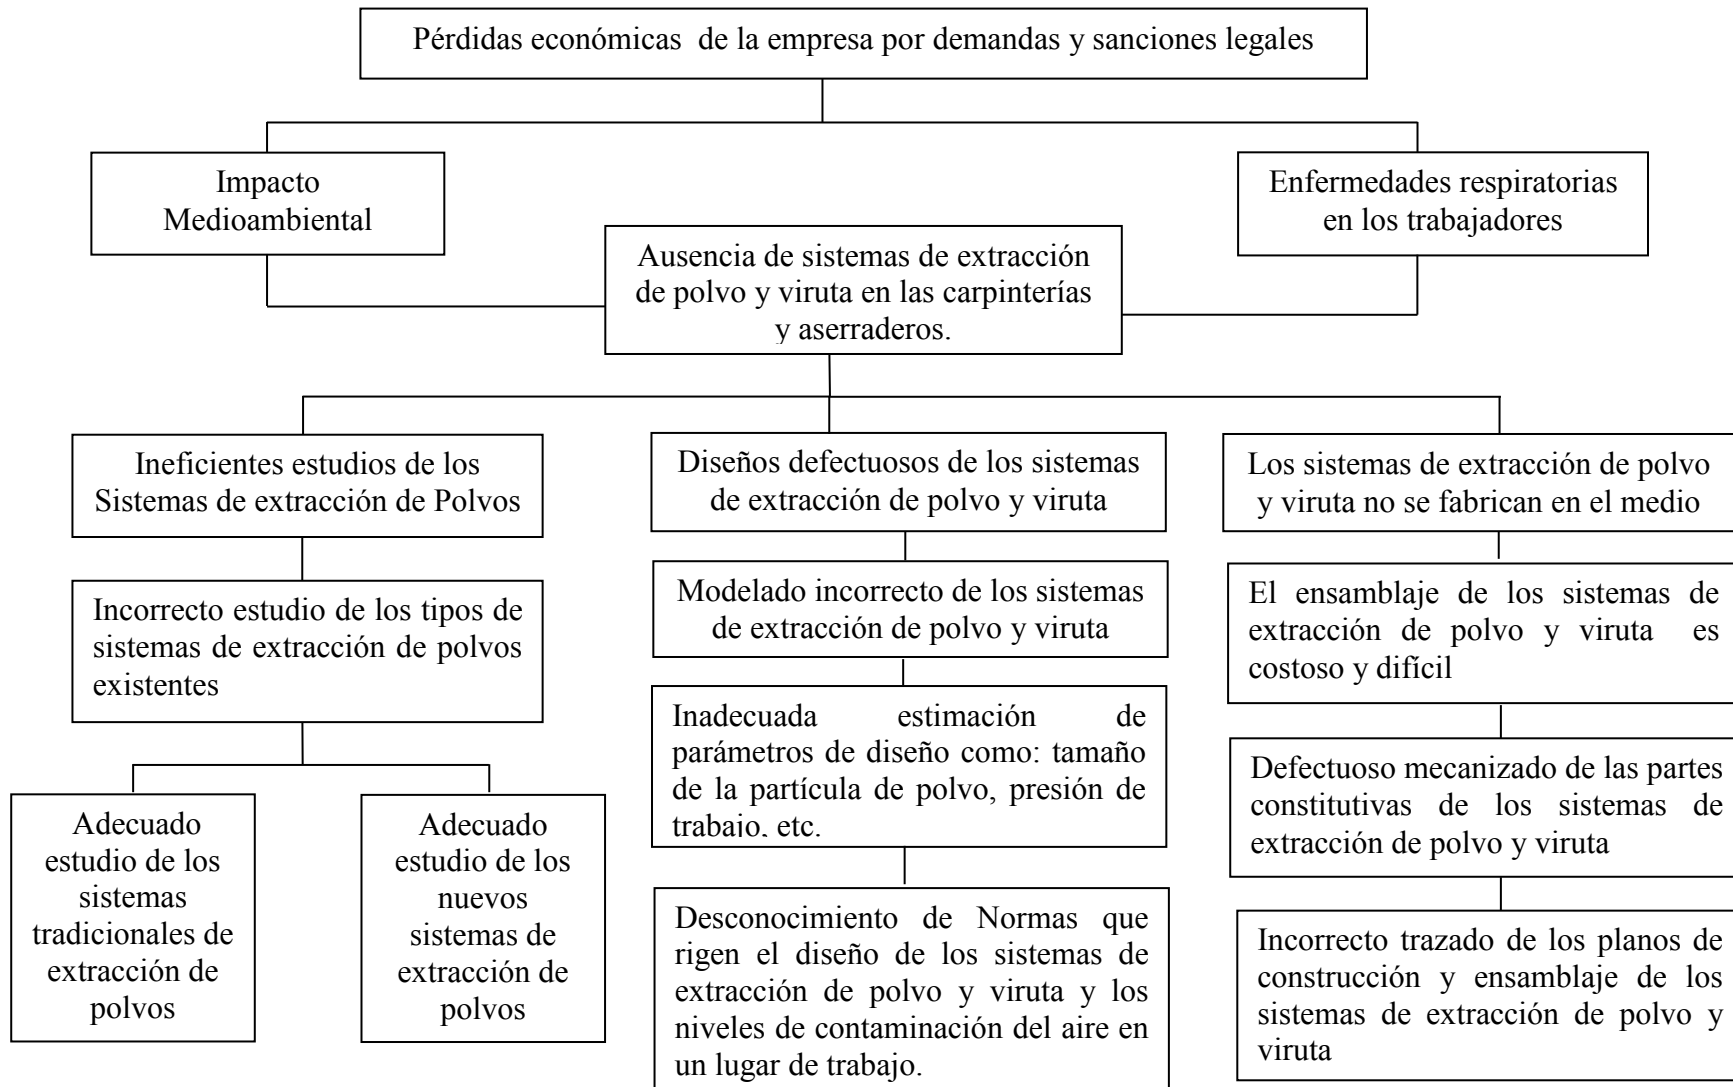 Pérdidas económicas  de la empresa por demandas y sanciones legales
Impacto
Medioambiental
Enfermedades respiratorias
en los trabajadores
Ausencia de sistemas de extracción
de polvo y viruta en las carpinterías
y aserraderos.
Ineficientes estudios de los
Sistemas de extracción de Polvos
Diseños defectuosos de los sistemas
de extracción de polvo y viruta
Los sistemas de extracción de polvo
y viruta no se fabrican en el medio
Incorrecto estudio de los tipos de
sistemas de extracción de polvos
existentes
Modelado incorrecto de los sistemas
de extracción de polvo y viruta
El ensamblaje de los sistemas de
extracción de polvo y viruta  es
costoso y difícil
Inadecuada estimación de
parámetros de diseño como: tamaño
de la partícula de polvo, presión de
trabajo, etc.
Defectuoso mecanizado de las partes
constitutivas de los sistemas de
extracción de polvo y viruta
Adecuado
estudio de los
sistemas
tradicionales de
extracción de
polvos
Adecuado
estudio de los
nuevos
sistemas de
extracción de
polvos
Desconocimiento de Normas que
rigen el diseño de los sistemas de
extracción de polvo y viruta y los
niveles de contaminación del aire en
un lugar de trabajo.
Incorrecto trazado de los planos de
construcción y ensamblaje de los
sistemas de extracción de polvo y
viruta